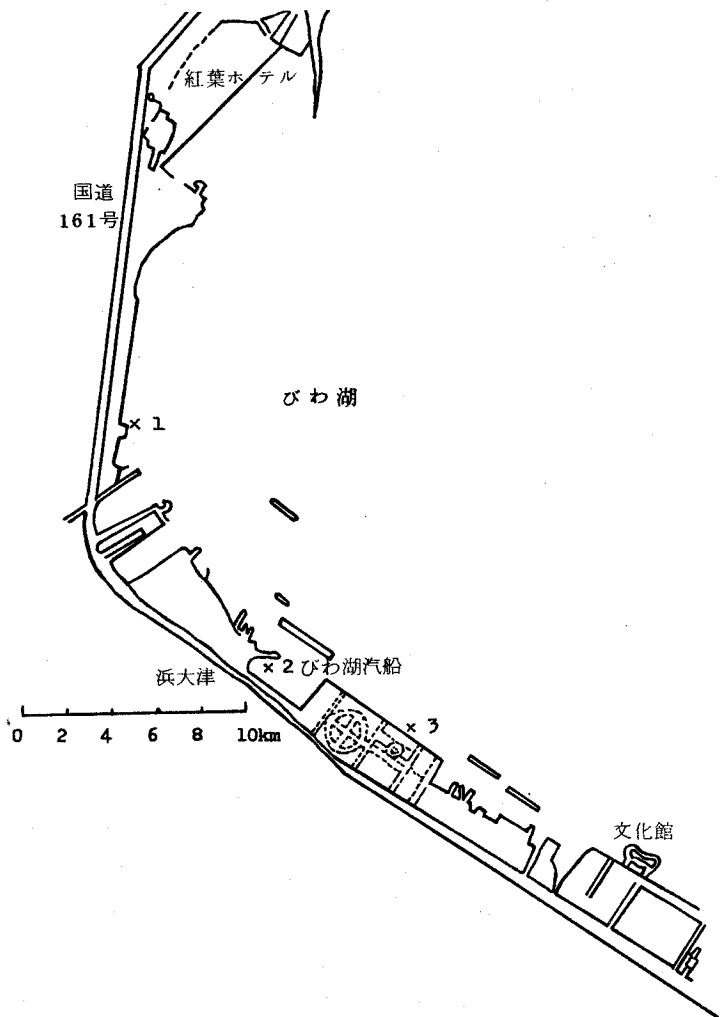 紅葉ホテル
国道
161号
びわ湖
× 1
× 2 びわ湖汽船
浜大津
× 3
0 2 4 6 8 10km
文化館